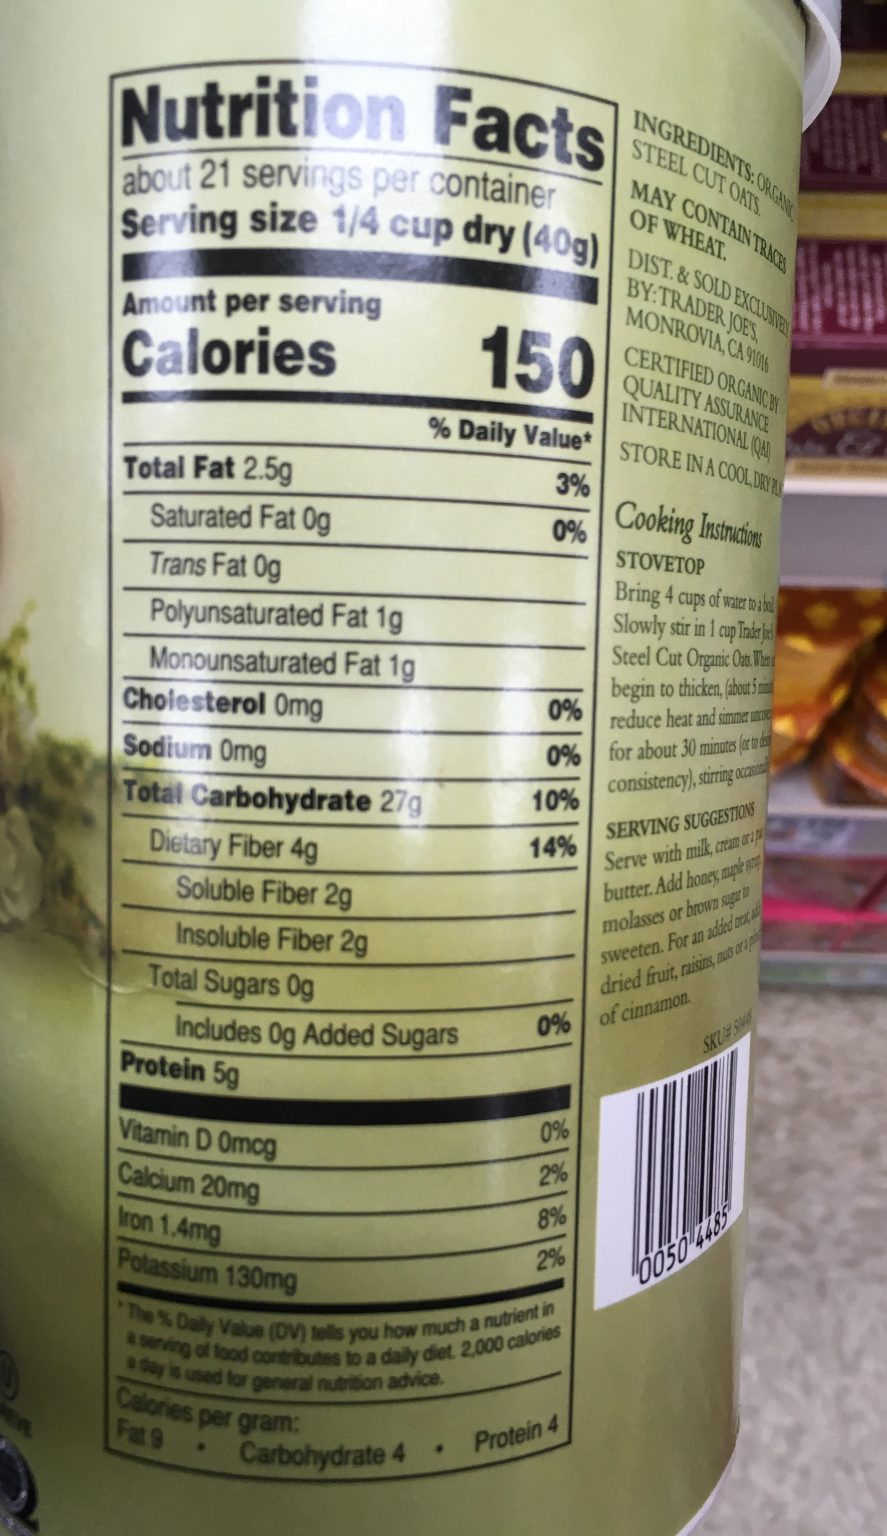 Nutrition Facts
about 21 servings per container
Serving size 1/4 cup dry (40g)
Amount per serving
Calories 150
% Daily Value*
Total Fat 2.5g 3%
Saturated Fat 0g 0%
Trans Fat 0g
Polyunsaturated Fat 1g
Monounsaturated Fat 1g
Cholesterol 0mg 0%
Sodium 0mg 0%
Total Carbohydrate 27g 10%
Dietary Fiber 4g 14%
Soluble Fiber 2g
Insoluble Fiber 2g
Total Sugars 0g
Includes 0g Added Sugars 0%
Protein 5g
Vitamin D 0mcg 0%
Calcium 20mg 2%
Iron 1.4mg 8%
Potassium 130mg 2%
* The % Daily Value (DV) tells you how much a nutrient in
a serving of food contributes to a daily diet. 2,000 calories
a day is used for general nutrition advice.
Calories per gram:
Fat 9 • Carbohydrate 4 • Protein 4
INGREDIENTS: ORGANIC
STEEL CUT OATS.
MAY CONTAIN TRACES
OF WHEAT.
DIST. & SOLD EXCLUSIVELY
BY: TRADER JOE'S,
MONROVIA, CA 91016
CERTIFIED ORGANIC BY
QUALITY ASSURANCE
INTERNATIONAL (QAI)
STORE IN A COOL, DRY
Cooking Instructions
STOVETOP
Bring 4 cups of water to a boil.
Slowly stir in 1 cup Trader Joe's
Steel Cut Organic Oats. When
begin to thicken, (about 5
reduce heat and simmer
for about 30 minutes (or to
consistency), stirring
SERVING SUGGESTIONS
Serve with milk, cream or a
butter. Add honey, maple
molasses or brown sugar to
sweeten. For an added treat,
dried fruit, raisins, nuts or a
of cinnamon.
SKU#
0050 4485